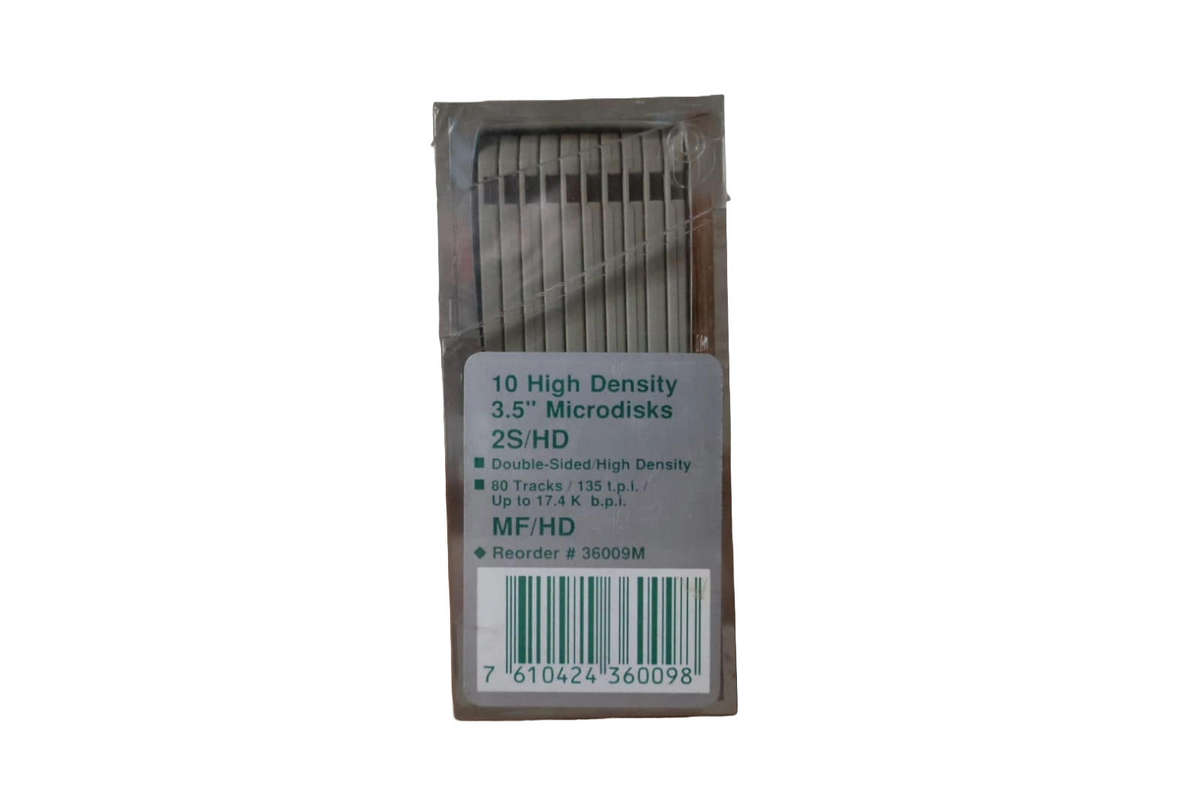 10 High Density
3.5" Microdisks
2S/HD
■ Double-Sided/High Density
■ 80 Tracks / 135 t.p.i. /
Up to 17.4 K b.p.i.
MF/HD
◆ Reorder # 36009M
7 610424 360098